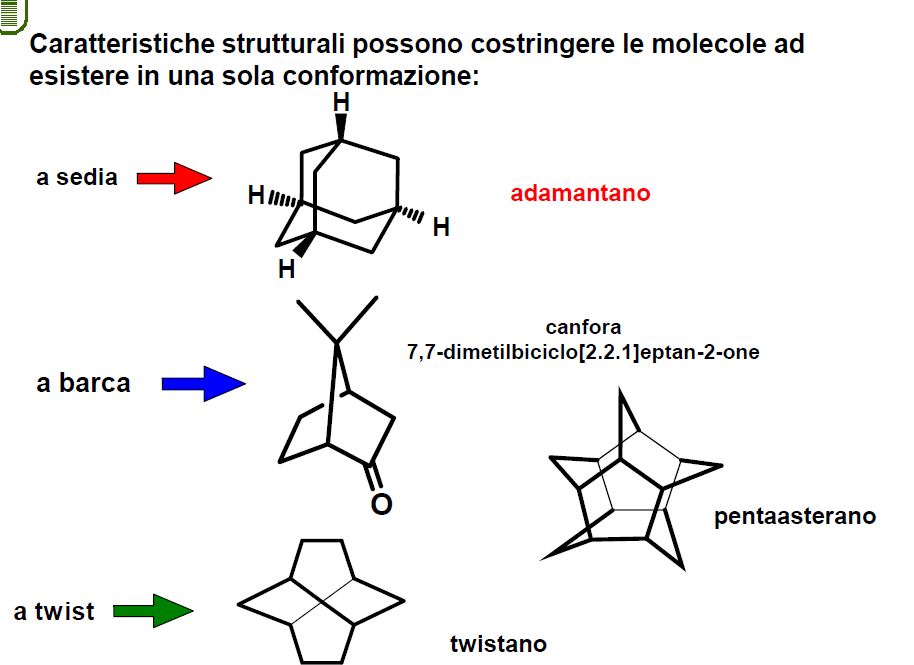 Caratteristiche strutturali possono costringere le molecole ad
esistere in una sola conformazione:
H
a sedia
H
adamantano
H
H
canfora
7,7-dimetilbiciclo[2.2.1]eptan-2-one
a barca
O
pentaasterano
a twist
twistano